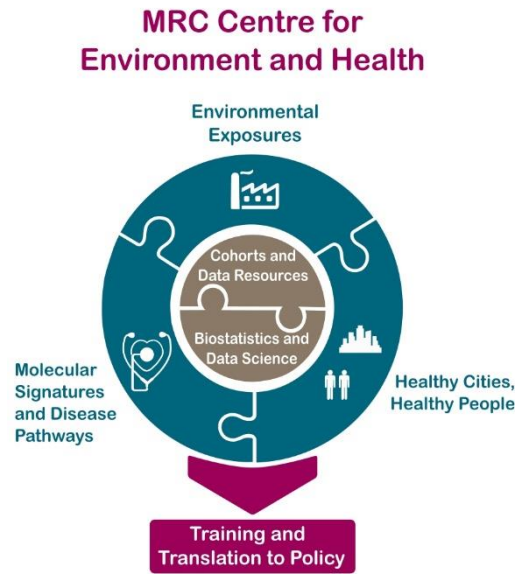 MRC Centre for
Environment and Health
Environmental
Exposures
Cohorts and
Data Resources
Biostatistics and
Data Science
Molecular
Signatures
and Disease
Pathways
Healthy Cities,
Healthy People
Training and
Translation to Policy